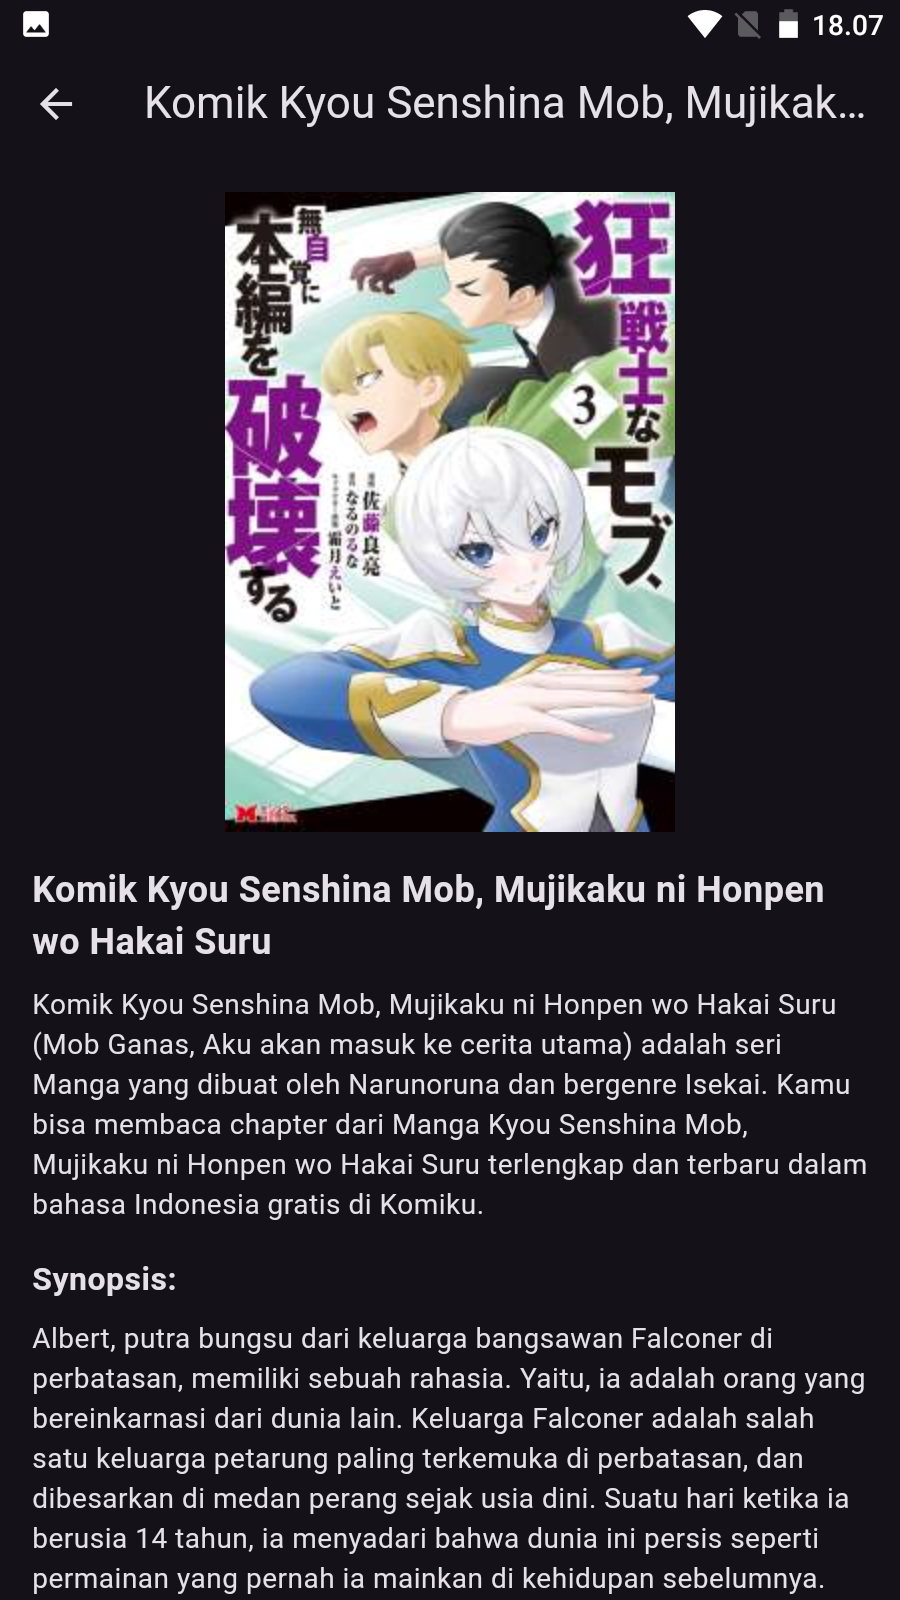 18.07
Komik Kyou Senshina Mob, Mujikak...
狂戦士なモブ、
無自覚に
本編を
破壊する
3
佐藤良亮
なるのるな
霜月えいと
Komik Kyou Senshina Mob, Mujikaku ni Honpen
wo Hakai Suru
Komik Kyou Senshina Mob, Mujikaku ni Honpen wo Hakai Suru
(Mob Ganas, Aku akan masuk ke cerita utama) adalah seri
Manga yang dibuat oleh Narunoruna dan bergenre Isekai. Kamu
bisa membaca chapter dari Manga Kyou Senshina Mob,
Mujikaku ni Honpen wo Hakai Suru terlengkap dan terbaru dalam
bahasa Indonesia gratis di Komiku.
Synopsis:
Albert, putra bungsu dari keluarga bangsawan Falconer di
perbatasan, memiliki sebuah rahasia. Yaitu, ia adalah orang yang
bereinkarnasi dari dunia lain. Keluarga Falconer adalah salah
satu keluarga petarung paling terkemuka di perbatasan, dan
dibesarkan di medan perang sejak usia dini. Suatu hari ketika ia
berusia 14 tahun, ia menyadari bahwa dunia ini persis seperti
permainan yang pernah ia mainkan di kehidupan sebelumnya.